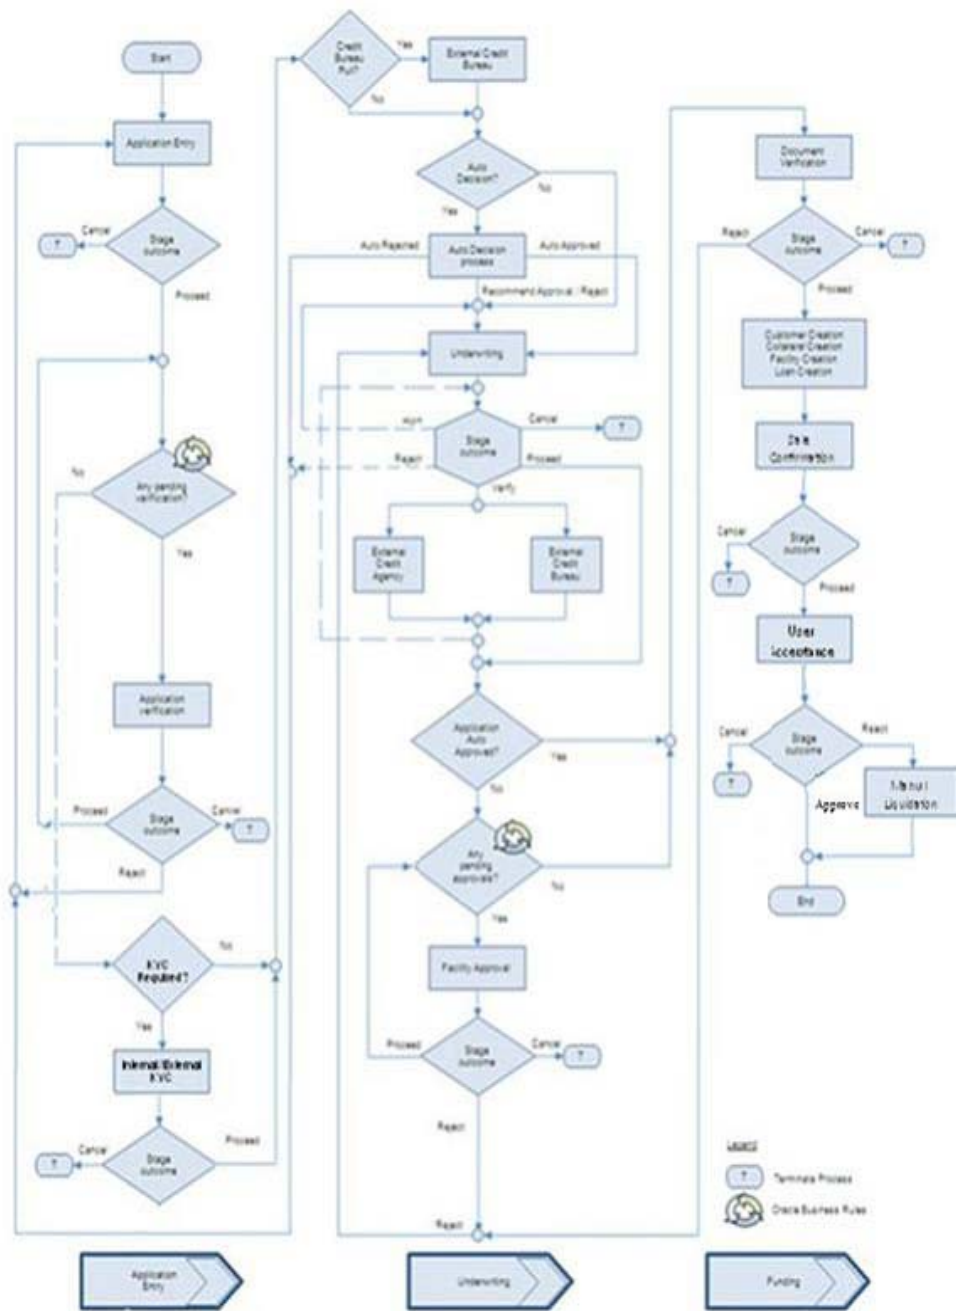 Start
Application Entry
Stage
outcome
Cancel
T
Proceed
Any pending
verification?
No
Yes
Application
verification
Stage
outcome
Proceed
Cancel
T
Reject
KYC
Required?
No
Yes
Internal/External
KYC
Stage
outcome
Cancel
T
Proceed
Application
Entry
Credit
Bureau
Pull?
Yes
No
External Credit
Bureau
Auto
Decision?
No
Yes
Auto Rejected
Auto Decision
process
Auto Approved
Recommend Approval / Reject
Underwriting
Stage
outcome
Cancel
T
Reject
Proceed
Verify
External
Credit
Agency
External
Credit
Bureau
Application
Auto
Approved?
Yes
No
Any
pending
approvals?
No
Yes
Facility Approval
Stage
outcome
Proceed
Cancel
T
Reject
Reject
Underwriting
Document
Verification
Stage
outcome
Reject
Cancel
T
Proceed
Customer Creation
Collateral Creation
Facility Creation
Loan Creation
Sale
Confirmation
Stage
outcome
Cancel
T
Proceed
User
Acceptance
Stage
outcome
Cancel
T
Reject
Approve
Manual
Liquidation
End
Legend
T
Terminate Process
Oracle Business Rules
Funding